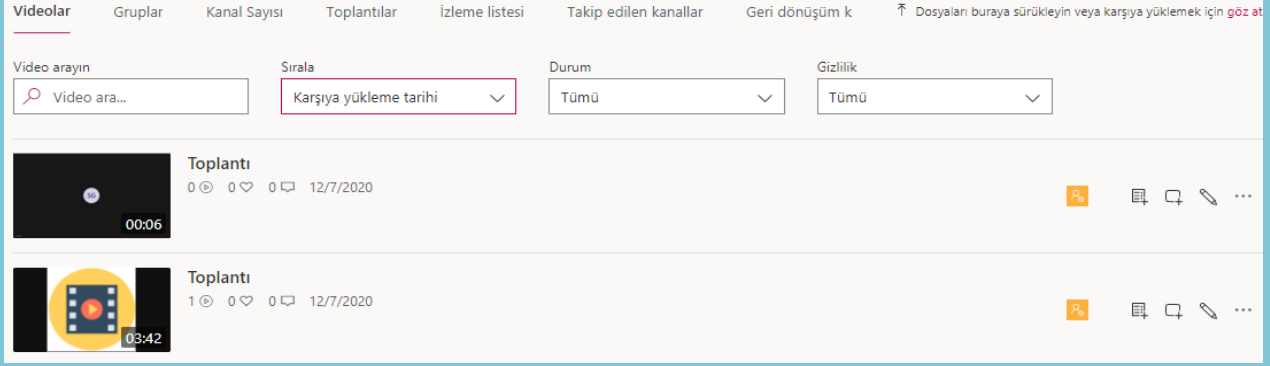 Videolar Gruplar Kanal Sayısı Toplantılar İzleme listesi Takip edilen kanallar Geri dönüşüm k Dosyaları buraya sürükleyin veya karşıya yüklemek için göz at
Video arayın Sırala Durum Gizlilik
Video ara... Karşıya yükleme tarihi Tümü Tümü
Toplantı
0 0 0 12/7/2020
SG
00:06
Toplantı
1 0 0 12/7/2020
03:42